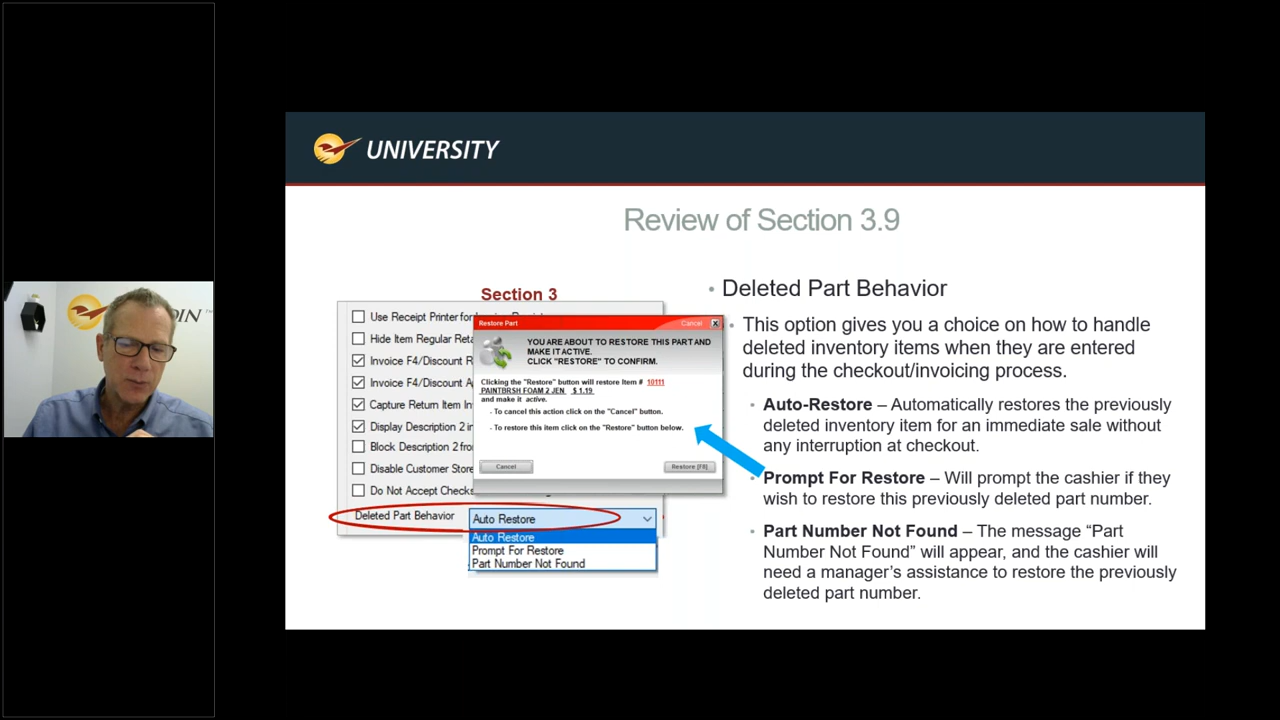 UNIVERSITY
Review of Section 3.9
Section 3
Use Receipt Printer for
Hide Item Regular
Invoice F4/Discount
Invoice F4/Discount
Capture Return Item
Display Description 2
Block Description 2
Disable Customer Store
Do Not Accept Checks
Deleted Part Behavior
Auto Restore
Auto Restore
Prompt For Restore
Part Number Not Found
Restore Part
Cancel
YOU ARE ABOUT TO RESTORE THIS PART AND
MAKE IT ACTIVE.
CLICK "RESTORE" TO CONFIRM.
Clicking the "Restore" button will restore Item # 10111
PAINTBRSH FOAM 2 JEN $ 1.19
and make it active.
- To cancel this action click on the "Cancel" button.
- To restore this item click on the "Restore" button below.
Cancel
Restore [F8]
• Deleted Part Behavior
• This option gives you a choice on how to handle
deleted inventory items when they are entered
during the checkout/invoicing process.
• Auto-Restore – Automatically restores the previously
deleted inventory item for an immediate sale without
any interruption at checkout.
• Prompt For Restore – Will prompt the cashier if they
wish to restore this previously deleted part number.
• Part Number Not Found – The message “Part
Number Not Found” will appear, and the cashier will
need a manager’s assistance to restore the previously
deleted part number.